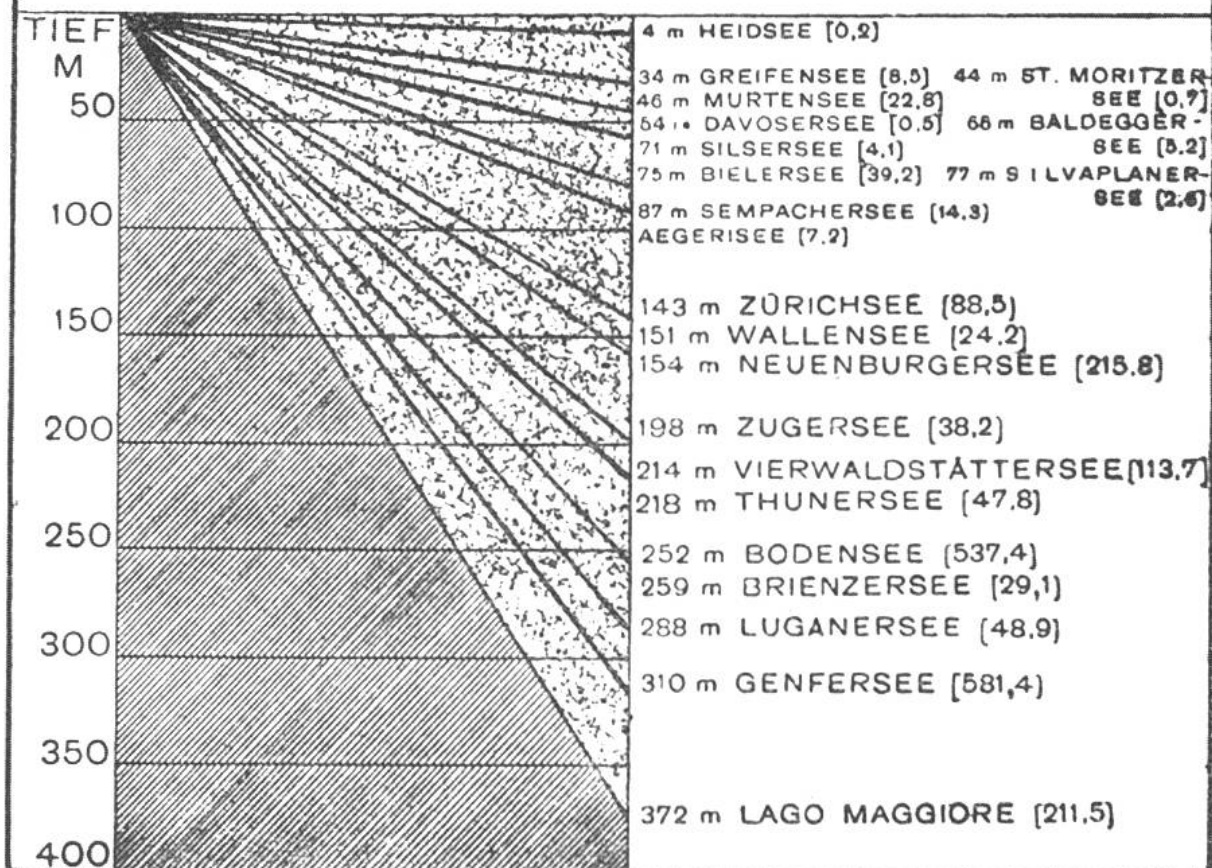 TIEF
M
50
100
150
200
250
300
350
400
4 m HEIDSEE [0,2]
34 m GREIFENSEE [8,5] 44 m ST. MORITZER-
46 m MURTENSEE [22,8] SEE [0,7]
54 m DAVOSERSEE [0,5] 66 m BALDEGGER-
71 m SILSERSEE [4,1] SEE [5,2]
75 m BIELERSEE [39,2] 77 m SILVAPLANER-
SEE [2,6]
87 m SEMPACHERSEE [14,3]
AEGERISEE [7,2]
143 m ZÜRICHSEE [88,5]
151 m WALLENSEE [24,2]
154 m NEUENBURGERSEE [215,8]
198 m ZUGERSEE [38,2]
214 m VIERWALDSTÄTTERSEE [113,7]
218 m THUNERSEE [47,8]
252 m BODENSEE [537,4]
259 m BRIENZERSEE [29,1]
288 m LUGANERSEE [48,9]
310 m GENFERSEE [581,4]
372 m LAGO MAGGIORE [211,5]